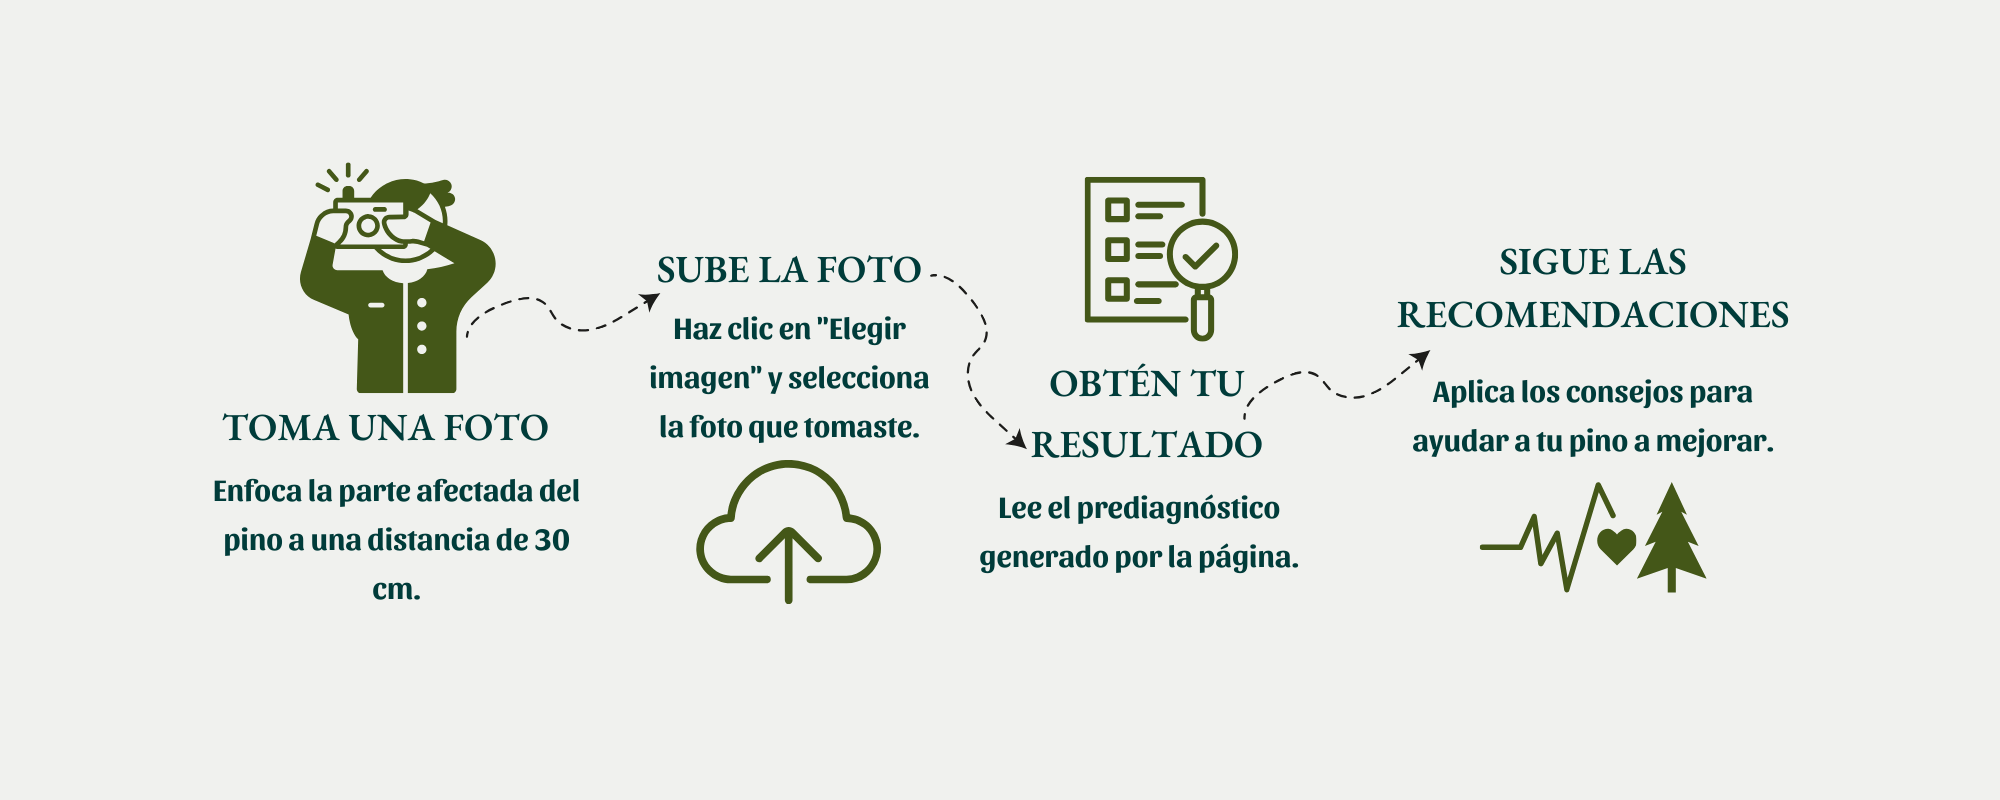 TOMA UNA FOTO
Enfoca la parte afectada del
pino a una distancia de 30
cm.
SUBE LA FOTO
Haz clic en "Elegir
imagen" y selecciona
la foto que tomaste.
OBTÉN TU
RESULTADO
Lee el prediagnóstico
generado por la página.
SIGUE LAS
RECOMENDACIONES
Aplica los consejos para
ayudar a tu pino a mejorar.